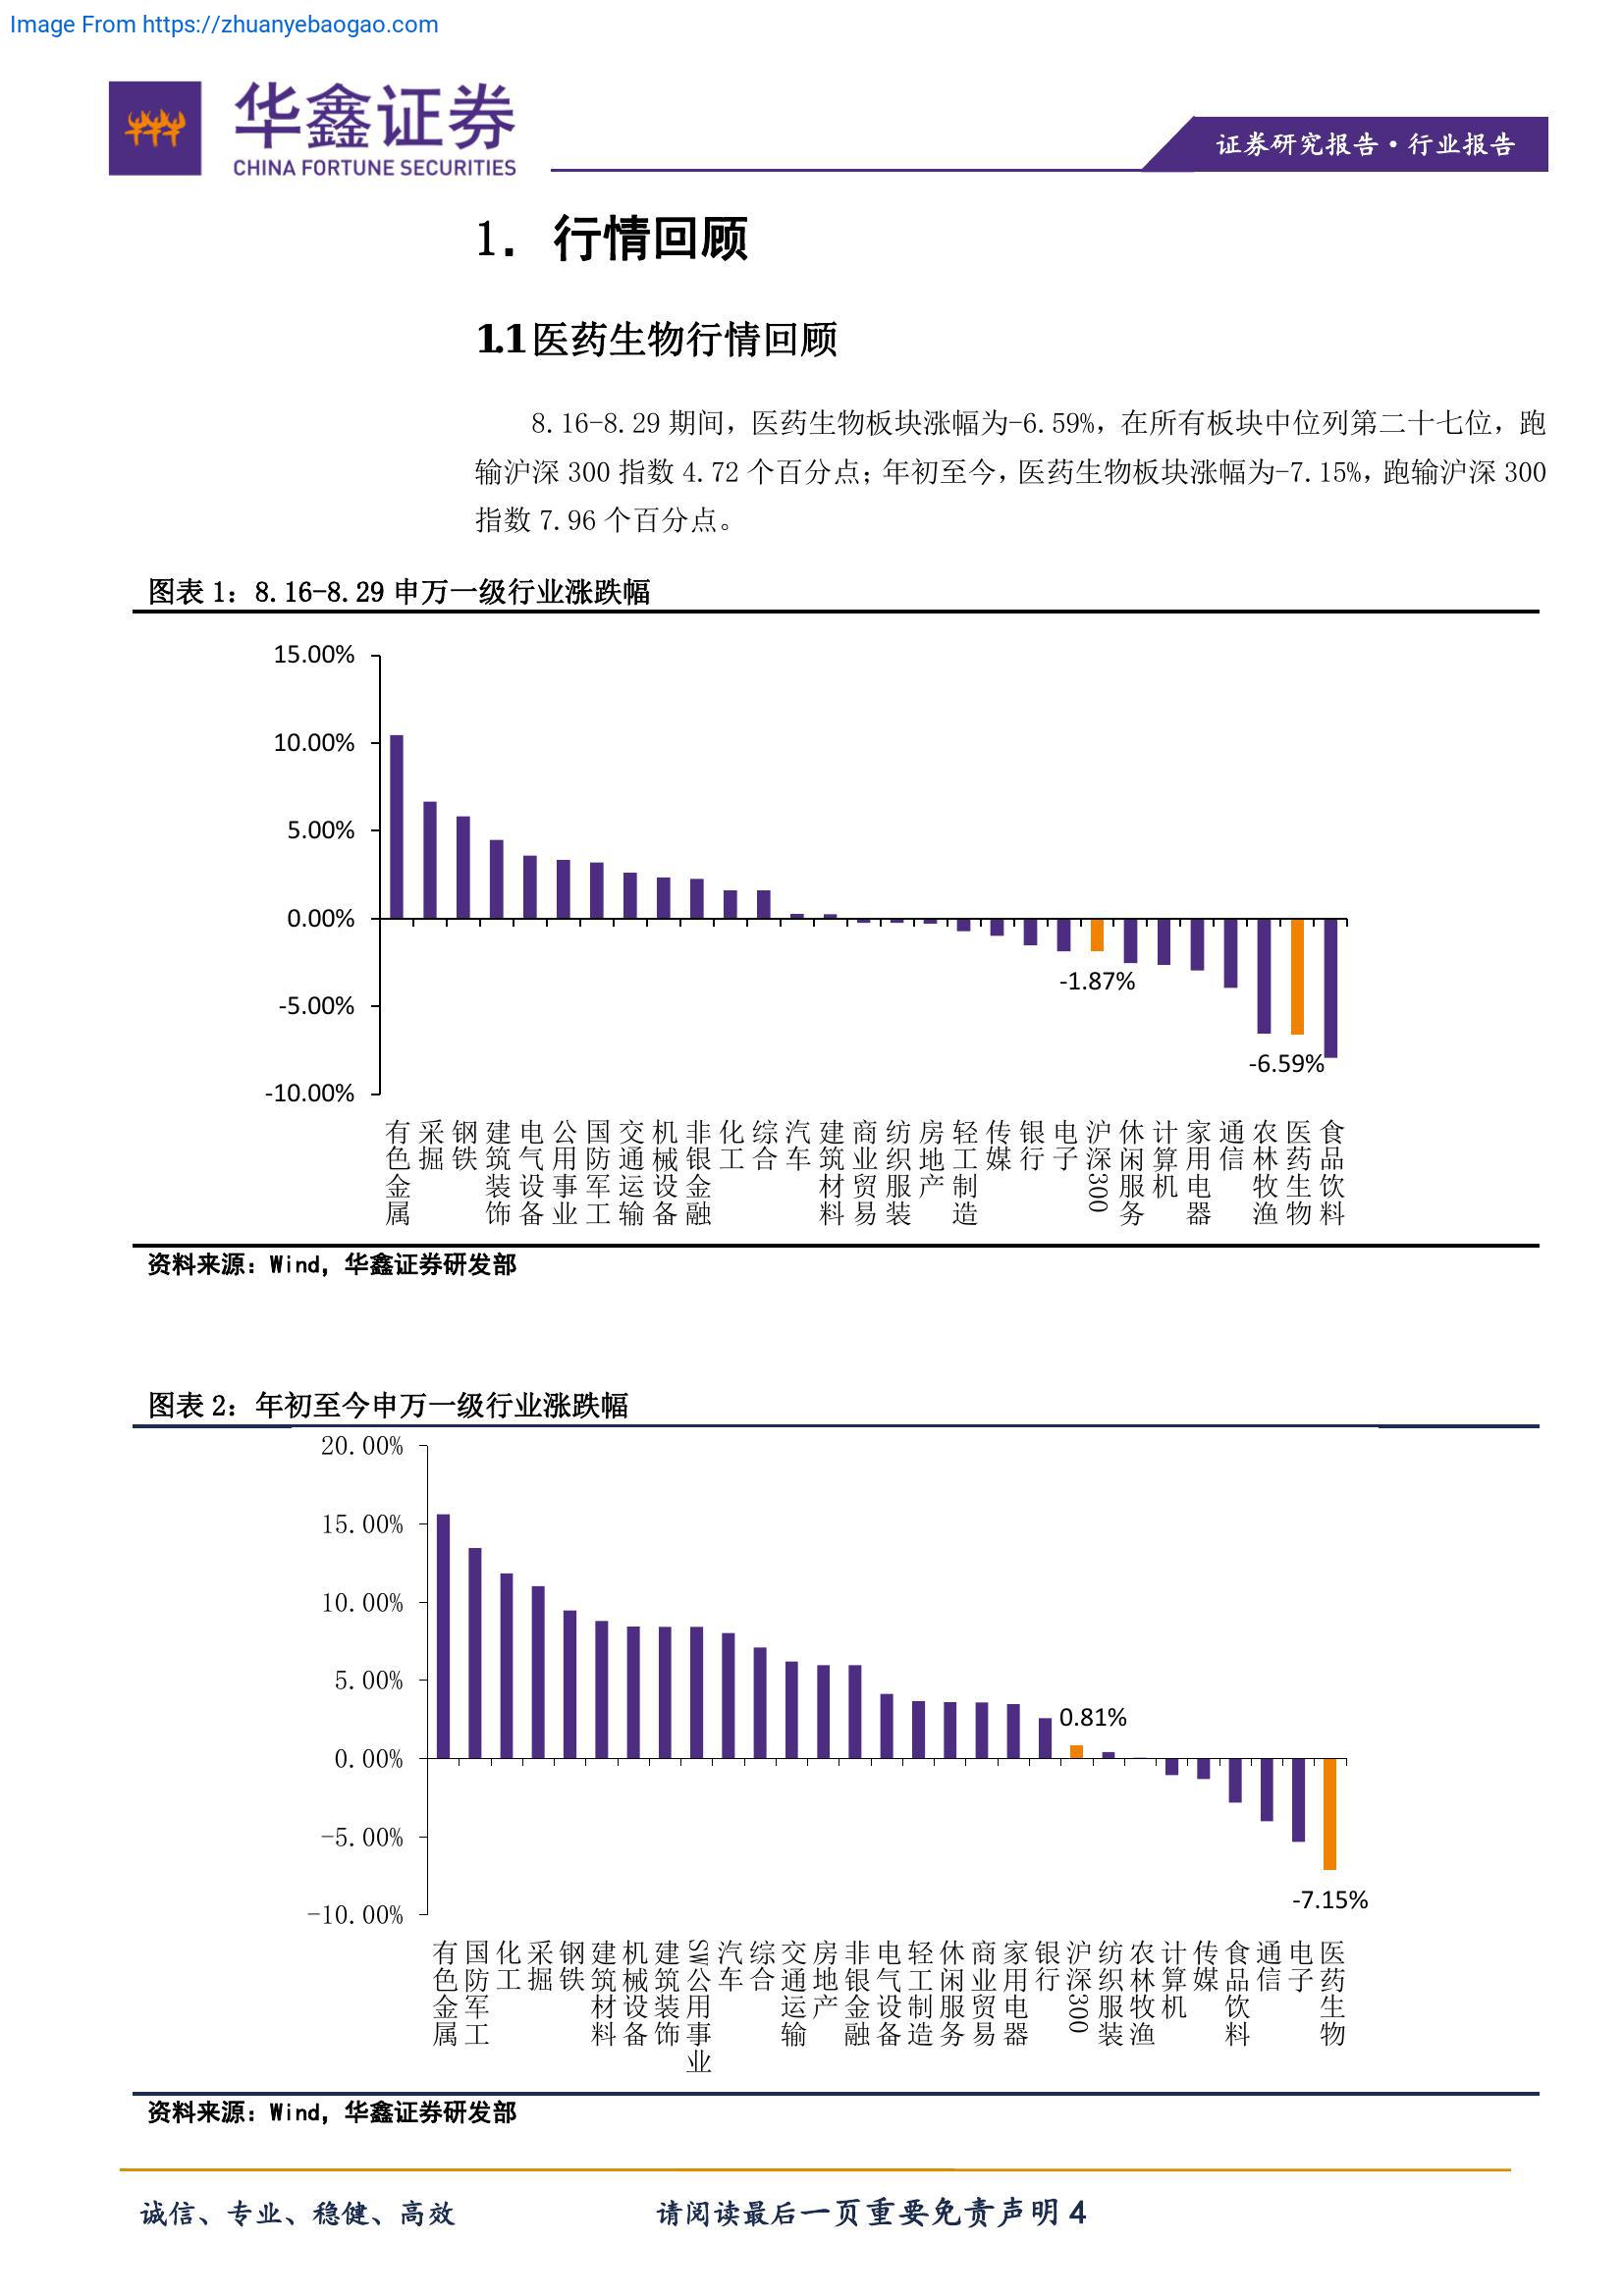 Image From https://zhuanyebaogao.com
华鑫证券
CHINA FORTUNE SECURITIES
证券研究报告·行业报告
1. 行情回顾
1.1医药生物行情回顾
8.16-8.29 期间，医药生物板块涨幅为-6.59%，在所有板块中位列第二十七位，跑
输沪深 300 指数 4.72 个百分点；年初至今，医药生物板块涨幅为-7.15%，跑输沪深 300
指数 7.96 个百分点。
图表 1：8.16-8.29 申万一级行业涨跌幅
15.00%
10.00%
5.00%
0.00%
-5.00%
-10.00%
-1.87%
-6.59%
有色金属
采掘
钢铁
建筑装饰
电气设备
公用事业
国防军工
交通运输
机械设备
非银金融
化工
综合
汽车
建筑材料
商业贸易
纺织服装
房地产
轻工制造
传媒
银行
电子
沪深300
休闲服务
计算机
家用电器
通信
农林牧渔
医药生物
食品饮料
资料来源：Wind，华鑫证券研发部
图表 2：年初至今申万一级行业涨跌幅
20.00%
15.00%
10.00%
5.00%
0.00%
-5.00%
-10.00%
0.81%
-7.15%
有色金属
国防军工
化工
采掘
钢铁
建筑材料
机械设备
建筑装饰
SW公用事业
汽车
综合
交通运输
房地产
非银金融
电气设备
轻工制造
休闲服务
商业贸易
家用电器
银行
沪深300
纺织服装
农林牧渔
计算机
传媒
食品饮料
通信
电子
医药生物
资料来源：Wind，华鑫证券研发部
诚信、专业、稳健、高效
请阅读最后一页重要免责声明 4